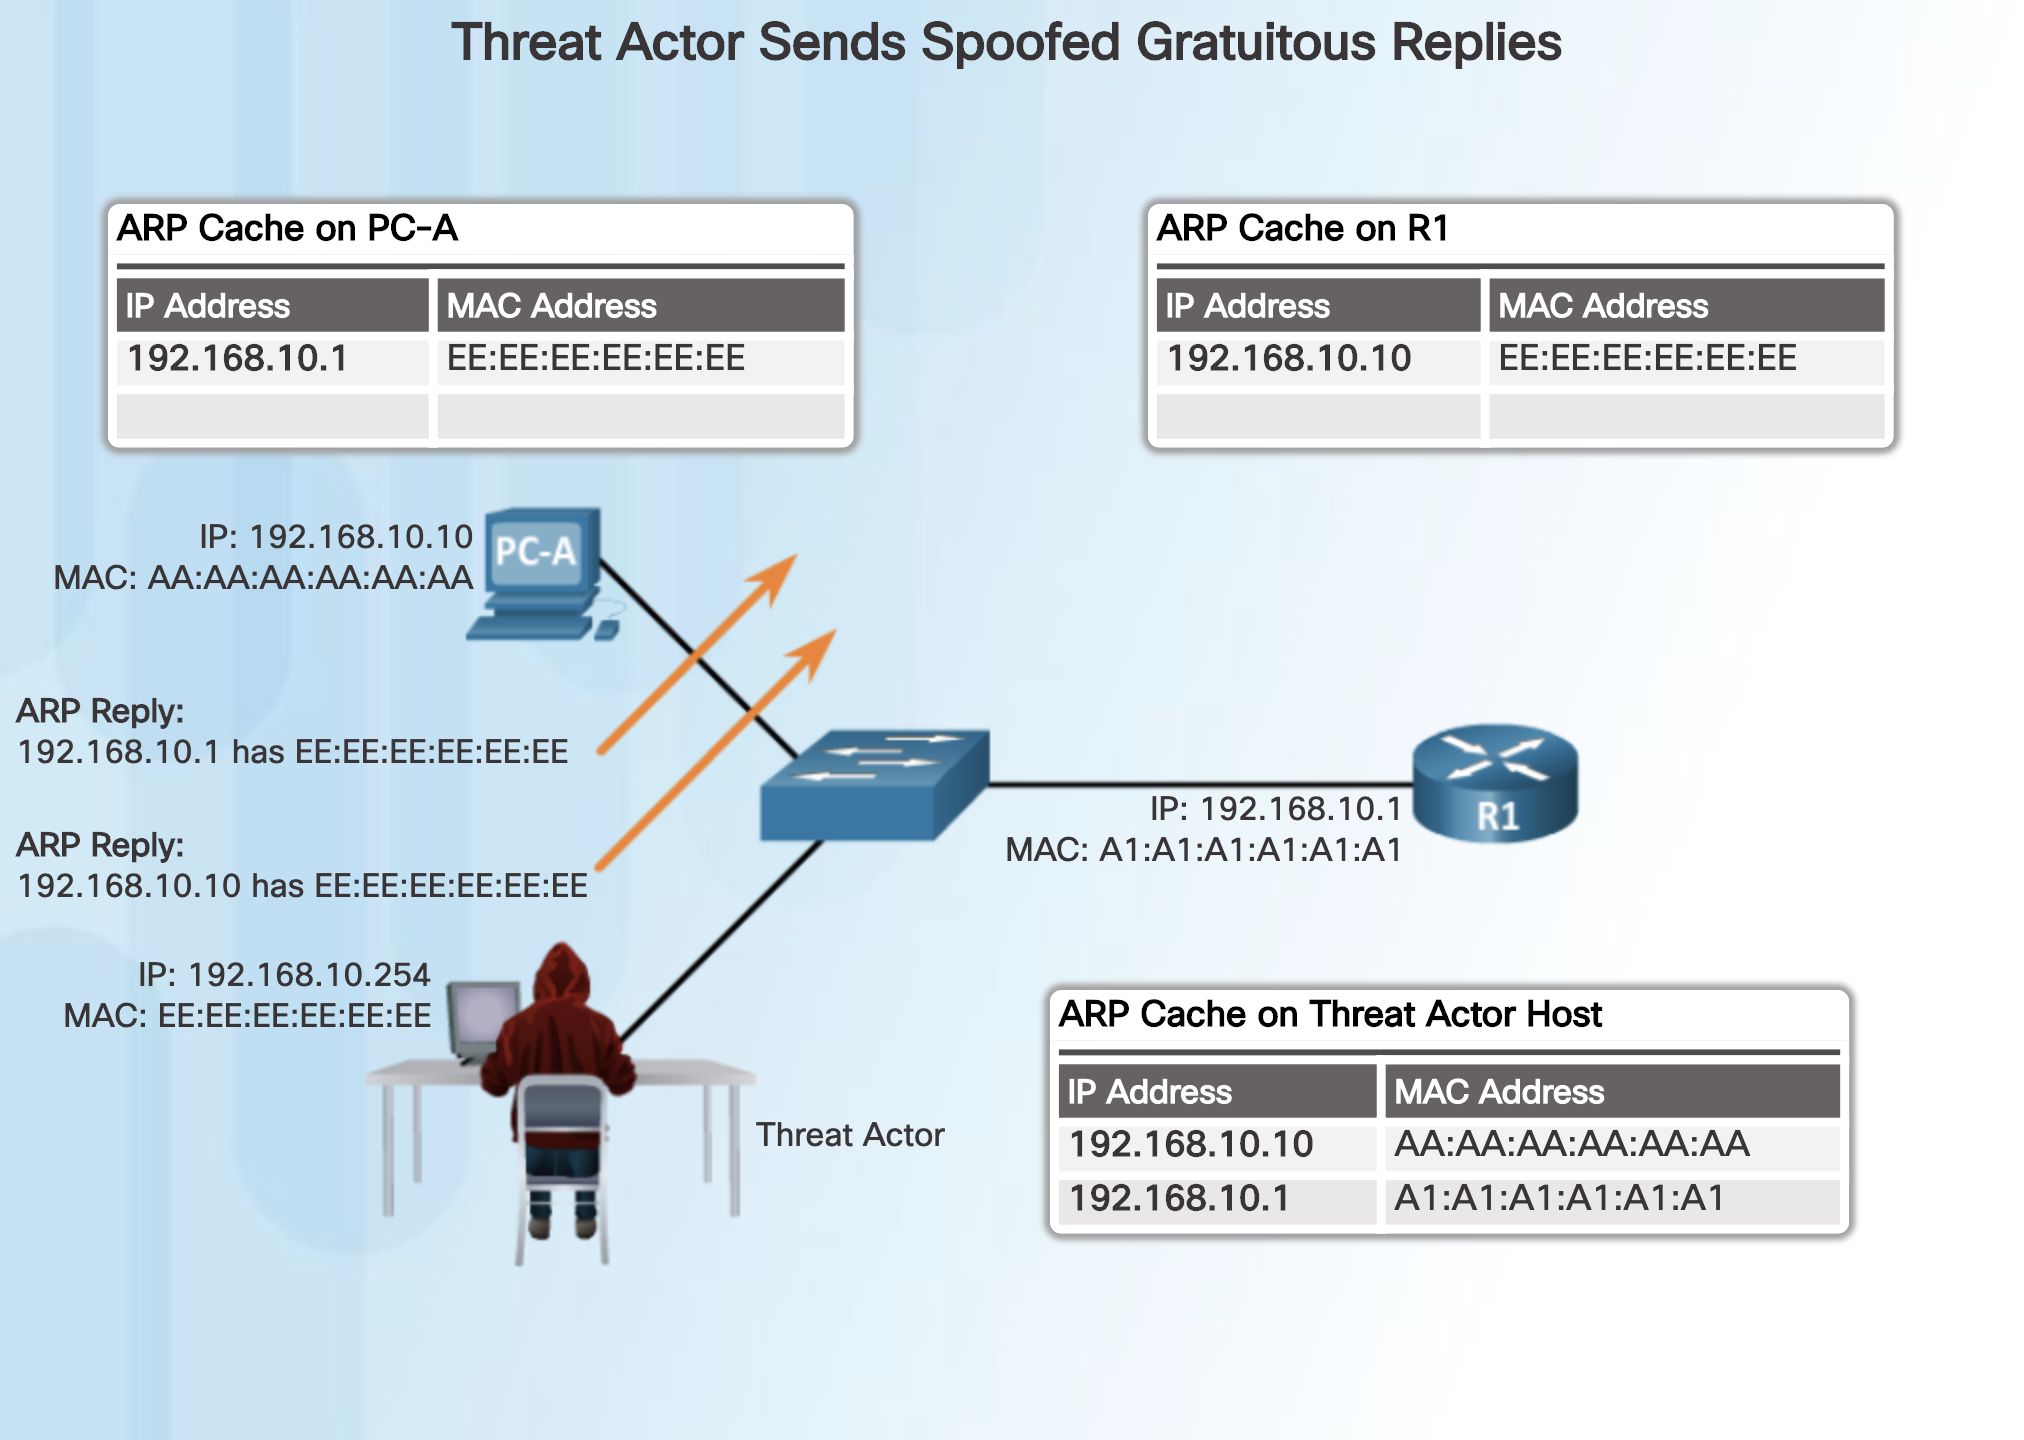 Threat Actor Sends Spoofed Gratuitous Replies
ARP Cache on PC-A
IP Address MAC Address
192.168.10.1 EE:EE:EE:EE:EE:EE
ARP Cache on R1
IP Address MAC Address
192.168.10.10 EE:EE:EE:EE:EE:EE
IP: 192.168.10.10
MAC: AA:AA:AA:AA:AA:AA
PC-A
ARP Reply:
192.168.10.1 has EE:EE:EE:EE:EE:EE
ARP Reply:
192.168.10.10 has EE:EE:EE:EE:EE:EE
IP: 192.168.10.1
MAC: A1:A1:A1:A1:A1:A1
R1
IP: 192.168.10.254
MAC: EE:EE:EE:EE:EE:EE
Threat Actor
ARP Cache on Threat Actor Host
IP Address MAC Address
192.168.10.10 AA:AA:AA:AA:AA:AA
192.168.10.1 A1:A1:A1:A1:A1:A1